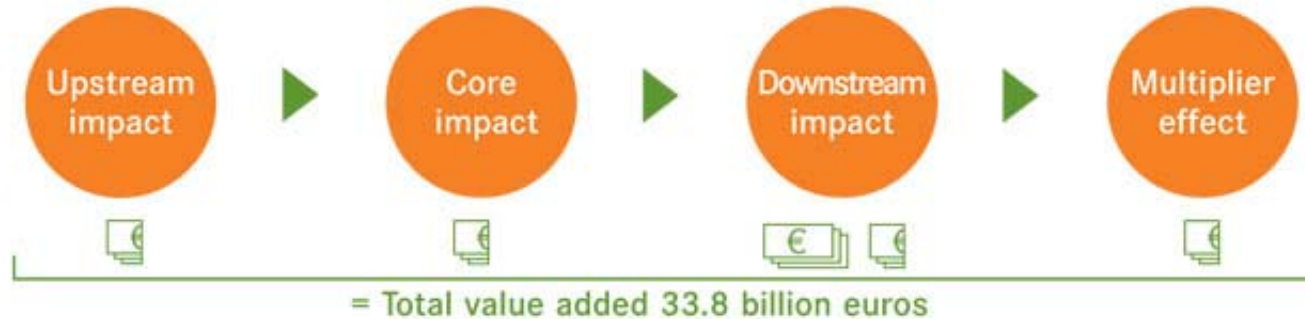 Upstream
impact
Core
impact
Downstream
impact
Multiplier
effect
€
€
€ €
€
= Total value added 33.8 billion euros